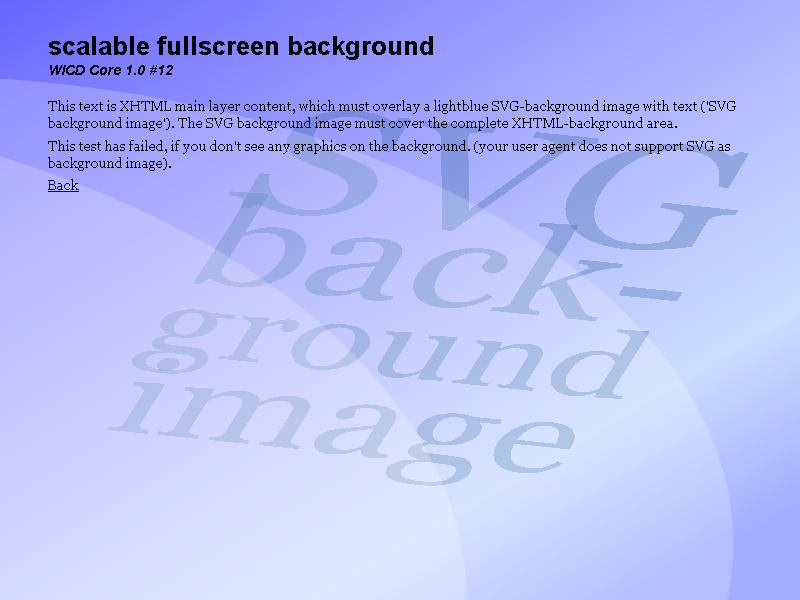 scalable fullscreen background
WICD Core 1.0 #12
This text is XHTML main layer content, which must overlay a lightblue SVG-background image with text ('SVG
background image'). The SVG background image must cover the complete XHTML-background area.
This test has failed, if you don't see any graphics on the background. (your user agent does not support SVG as
background image).
Back
SVG
back-
ground
image